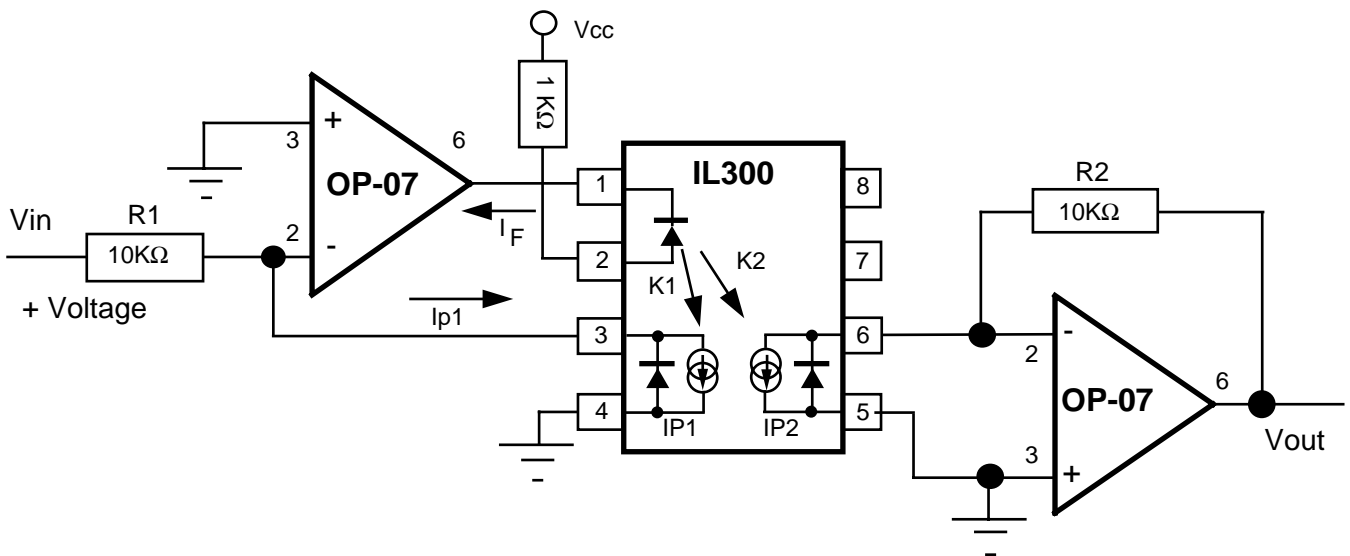 Vcc
1 KΩ
+
3
6
OP-07
I F
2
-
Vin
R1
10KΩ
+ Voltage
Ip1
-
IL300
1
2
3
4
8
7
6
5
K1
K2
IP1
IP2
-
R2
10KΩ
-
2
6
OP-07
3
+
Vout
-